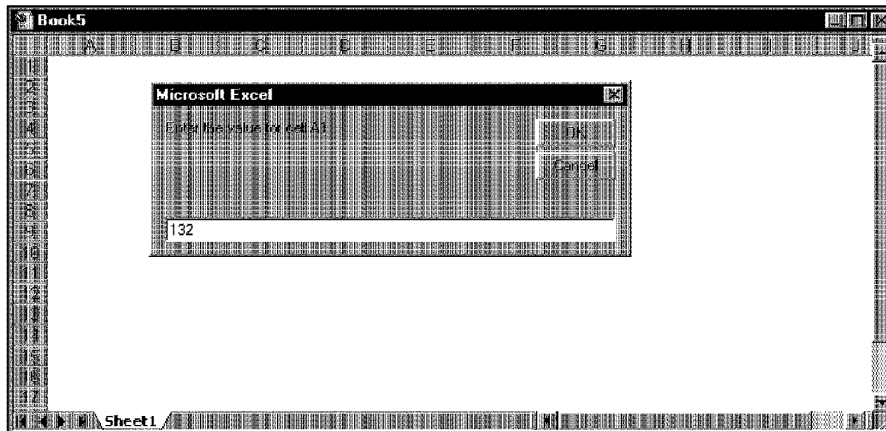 Book5
A B C D E F G H I J
1
2
3
Microsoft Excel
4
Enter the value for cell A1
OK
5
6
Cancel
7
8
9
132
10
11
12
13
14
15
16
17
Sheet1